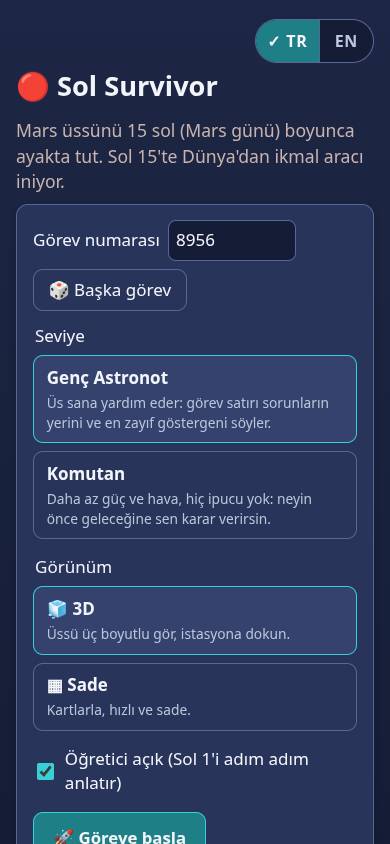 ✓ TR
EN
🔴 Sol Survivor
Mars üssünü 15 sol (Mars günü) boyunca
ayakta tut. Sol 15'te Dünya'dan ikmal aracı
iniyor.
Görev numarası 8956
🎲 Başka görev
Seviye
Genç Astronot
Üs sana yardım eder: görev satırı sorunların
yerini ve en zayıf göstergeni söyler.
Komutan
Daha az güç ve hava, hiç ipucu yok: neyin
önce geleceğine sen karar verirsin.
Görünüm
🧊 3D
Üssü üç boyutlu gör, istasyona dokun.
▦ Sade
Kartlarla, hızlı ve sade.
Öğretici açık (Sol 1'i adım adım
anlatır)
🚀 Göreve başla